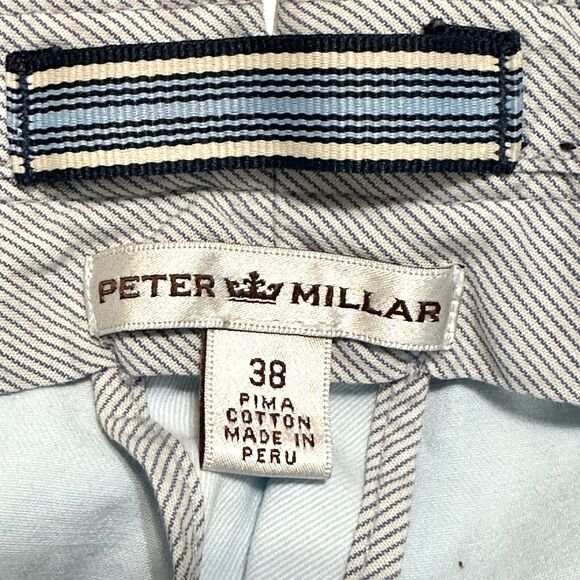 PETER MILLAR
38
PIMA
COTTON
MADE IN
PERU